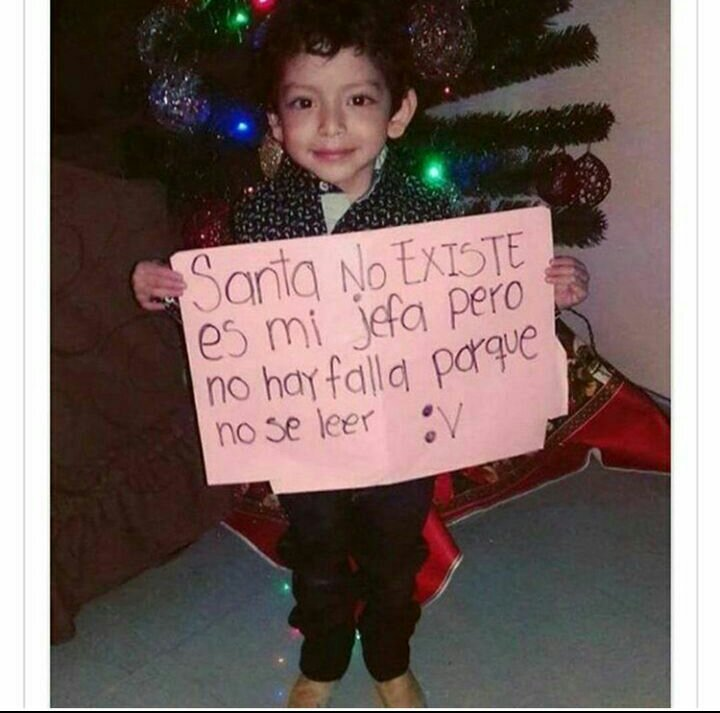 Santa No EXISTE
es mi jefa pero
no hay falla porque
no se leer :V